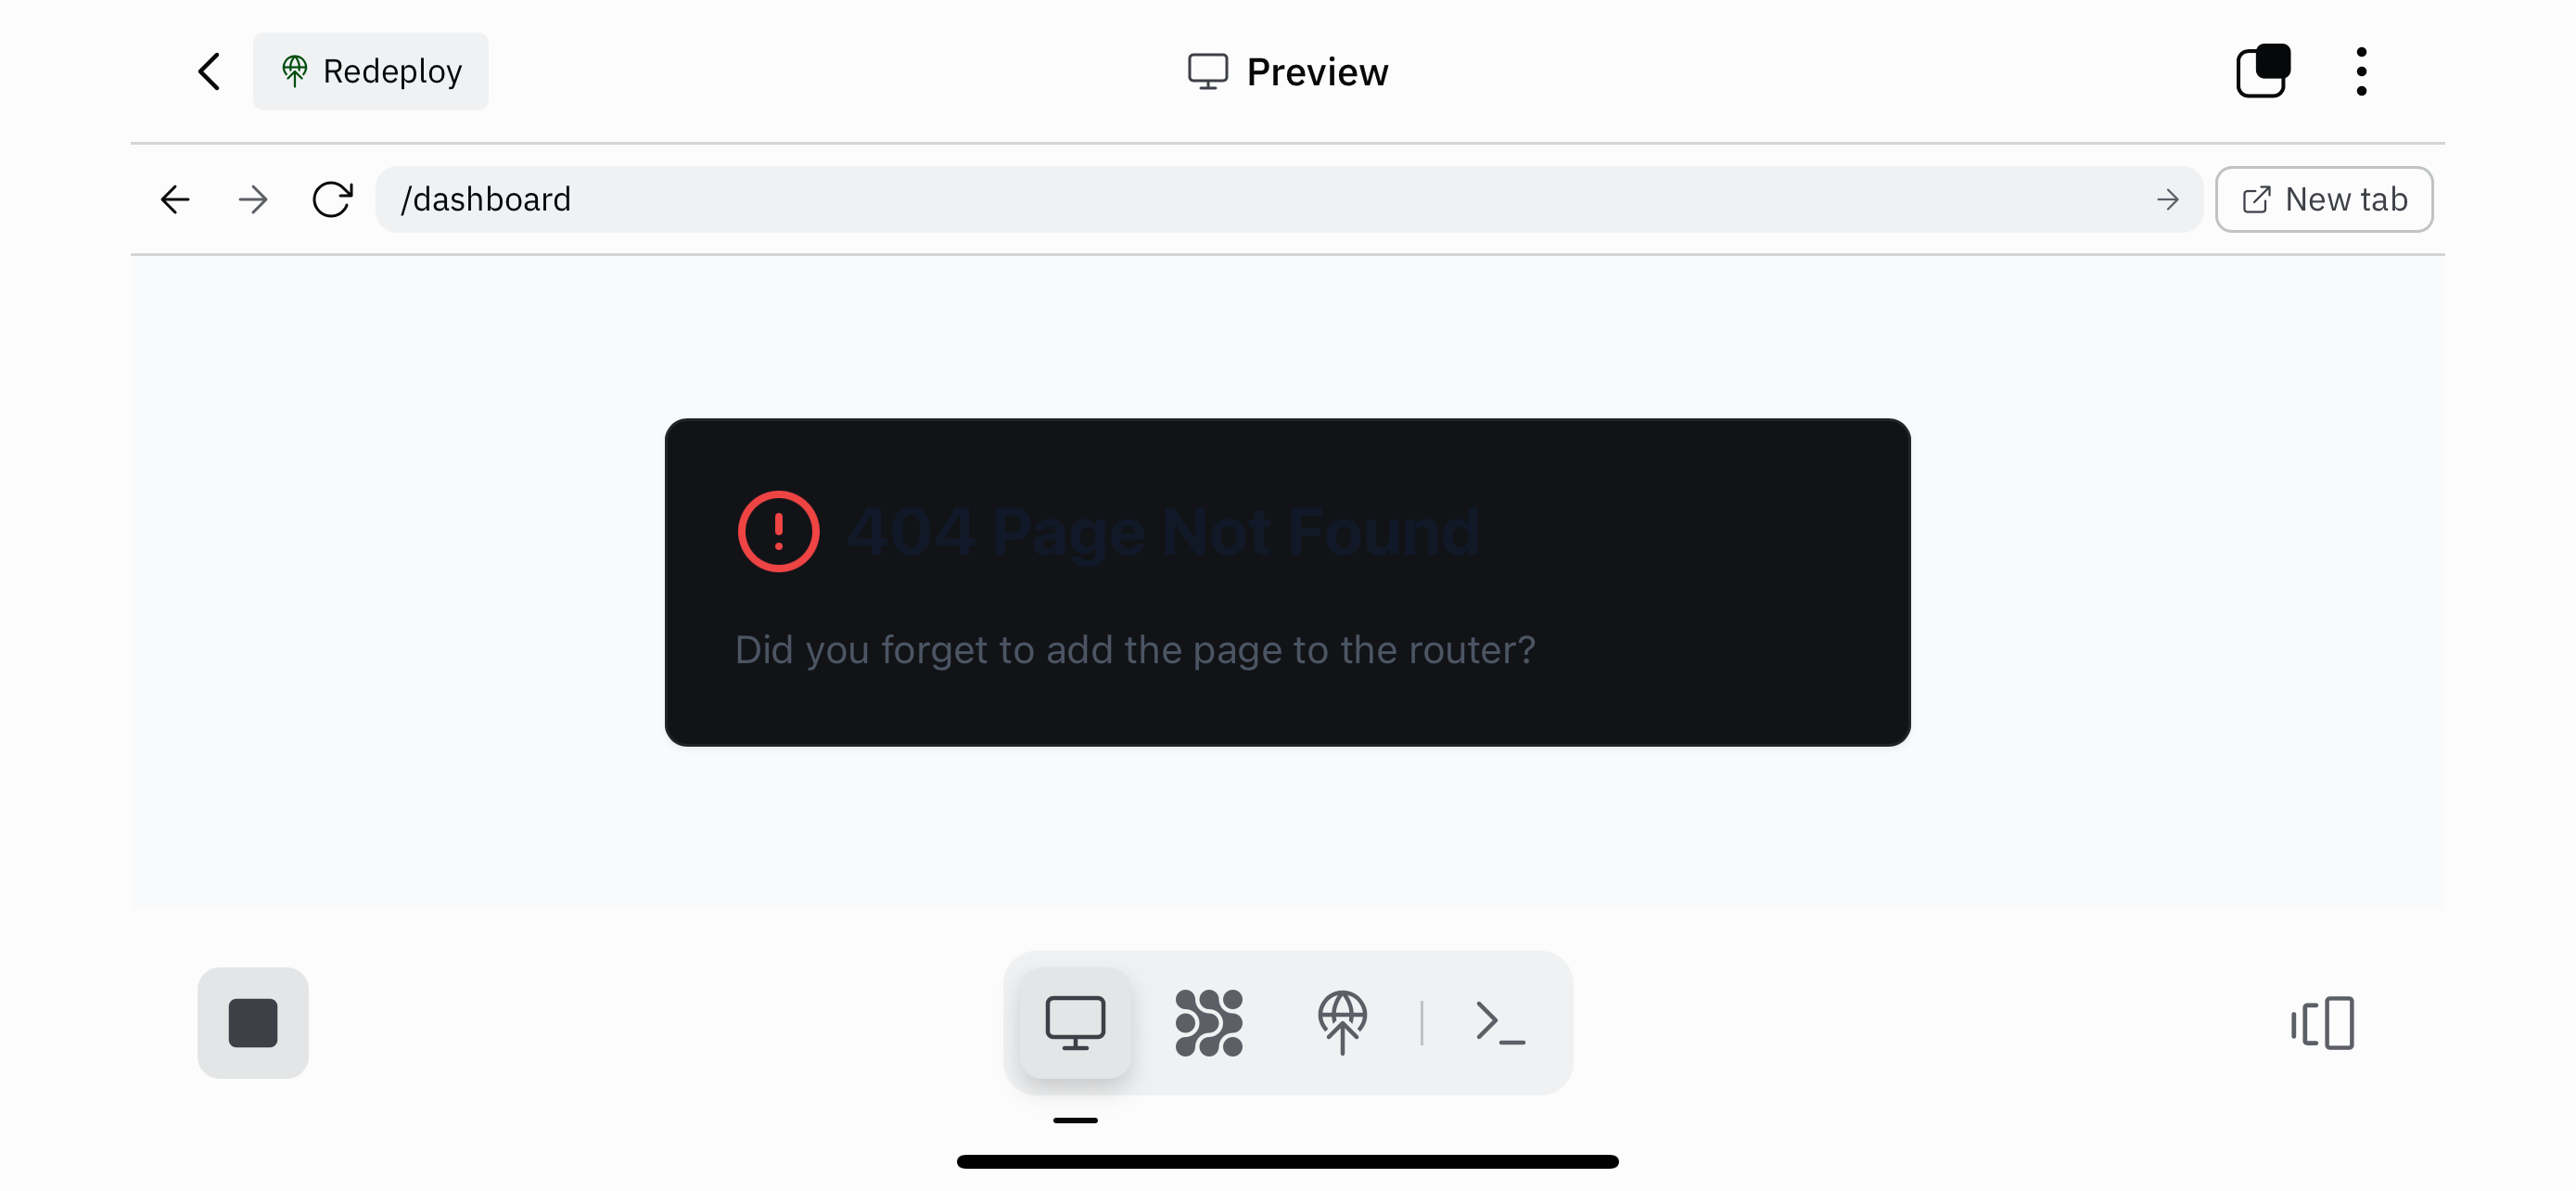 Redeploy
Preview
/dashboard
New tab
404 Page Not Found
Did you forget to add the page to the router?